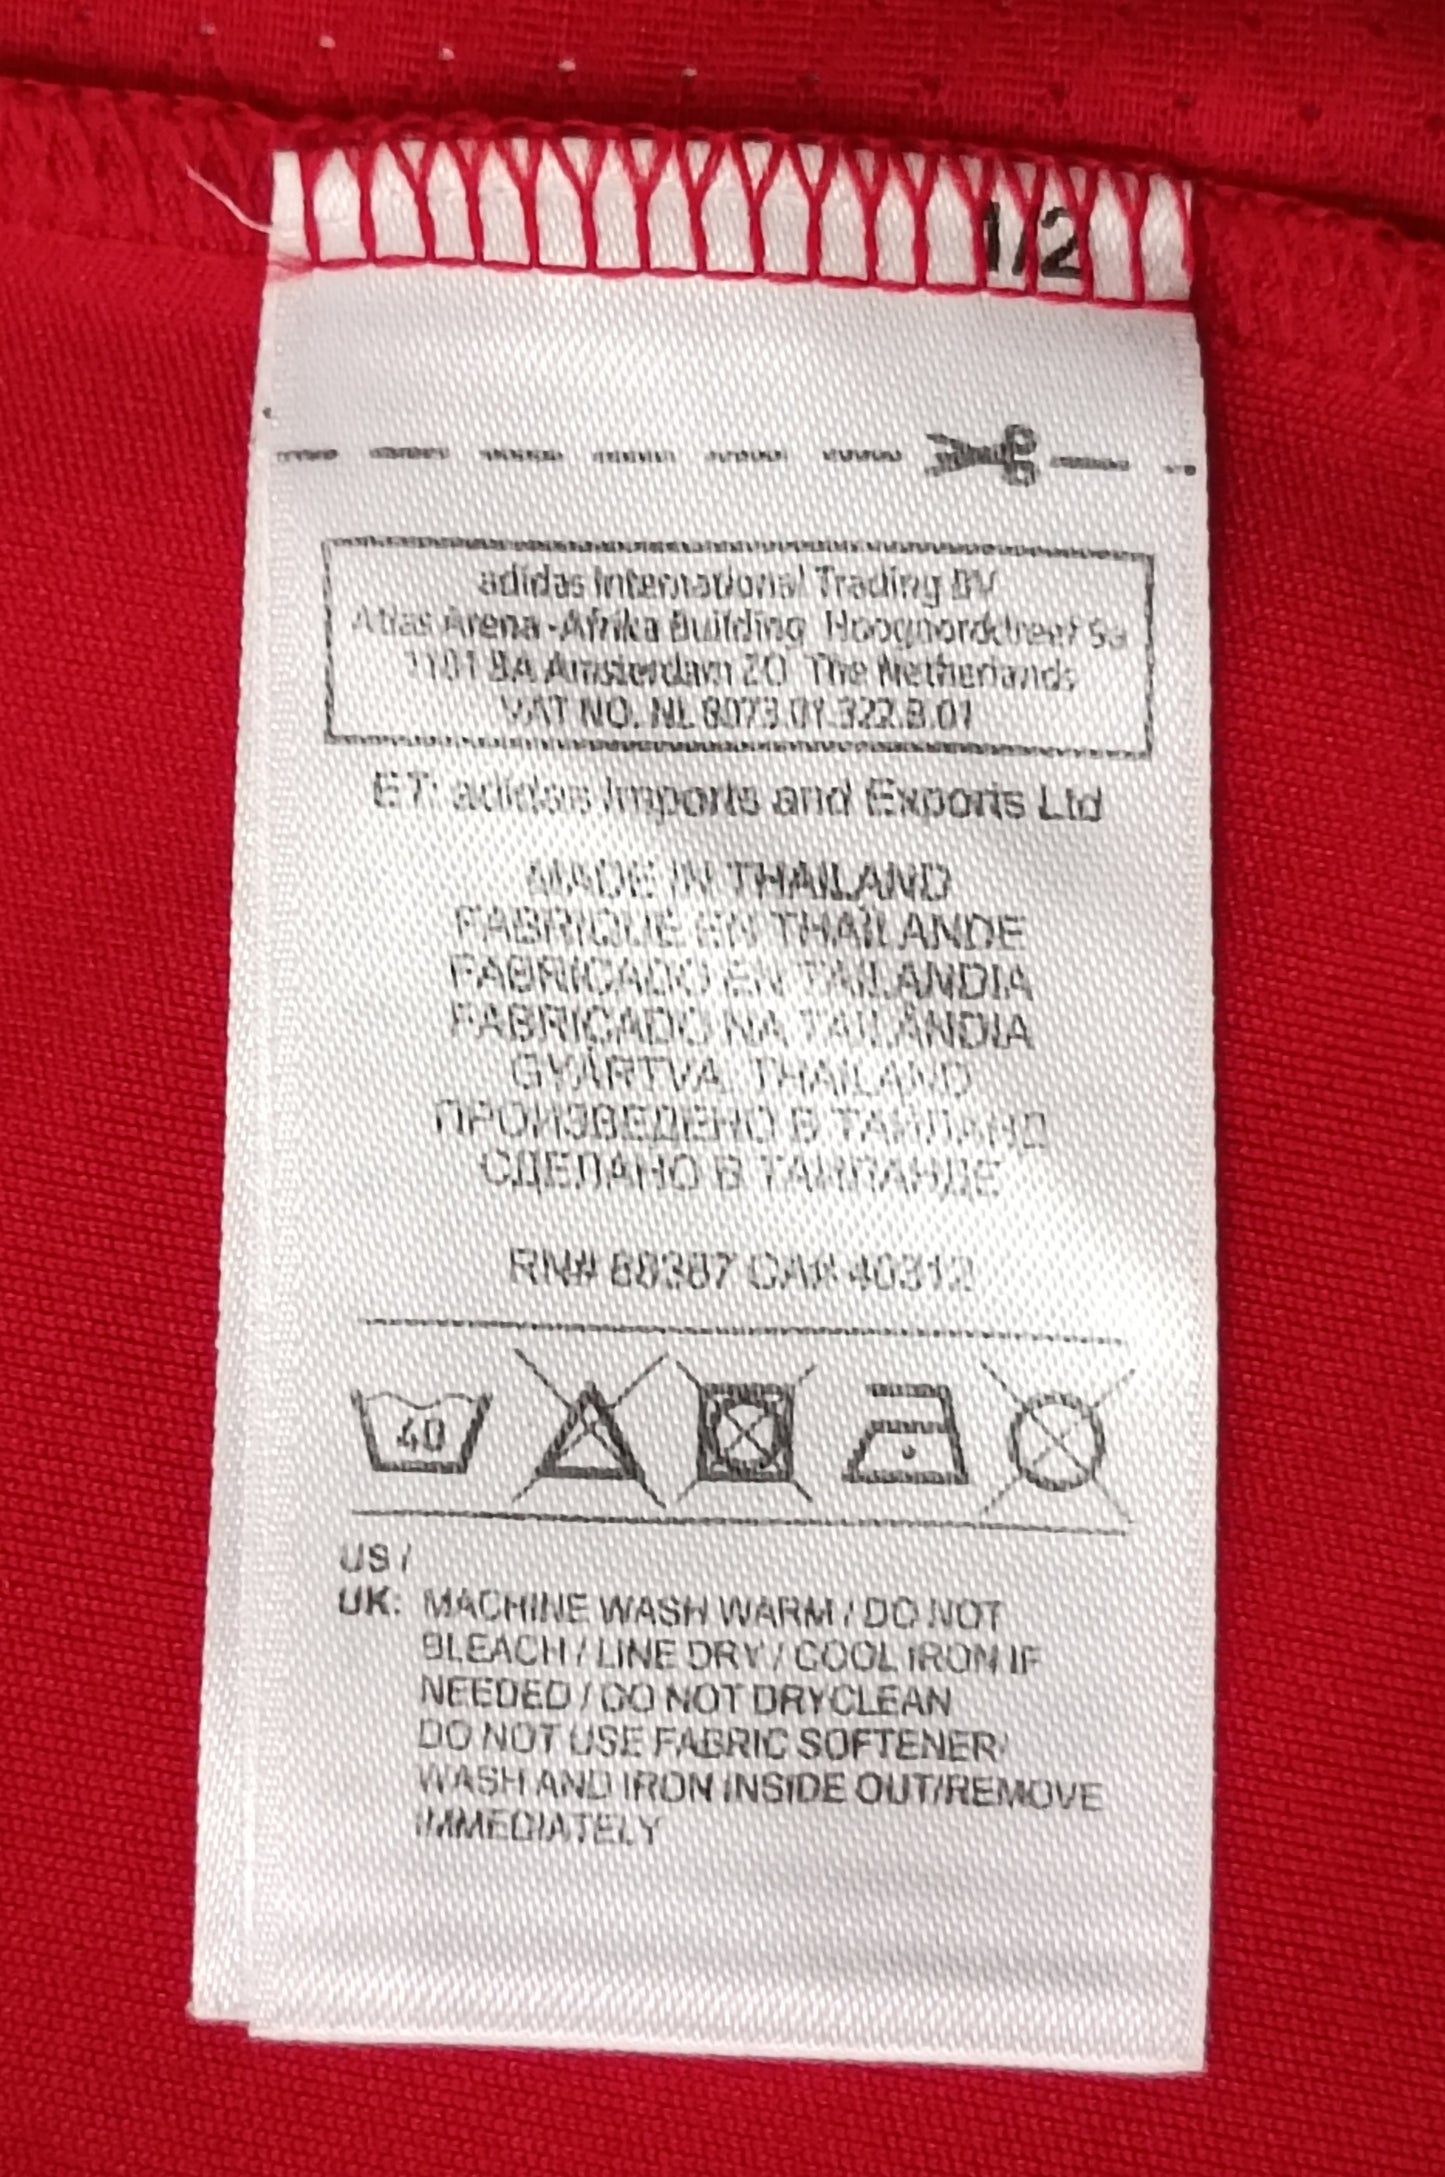 1/2
adidas International Trading BV
Atlas Arena-Afrika Building Hoogoorddreef 9a
1101 BA Amsterdam ZO The Netherlands
VAT NO. NL 8073.01.322.B.01
ET: adidas Imports and Exports Ltd
MADE IN THAILAND
FABRIQUÉ EN THAÏLANDE
FABRICADO EN TAILANDIA
FABRICADO NA TAILÂNDIA
GYÁRTVA, THAILAND
ПРОИЗВЕДЕНО В ТАЙЛАНД
СДЕЛАНО В ТАИЛАНДЕ
RN# 88387 CA# 40312
40
US /
UK: MACHINE WASH WARM / DO NOT
BLEACH / LINE DRY / COOL IRON IF
NEEDED / DO NOT DRYCLEAN
DO NOT USE FABRIC SOFTENER/
WASH AND IRON INSIDE OUT/REMOVE
IMMEDIATELY